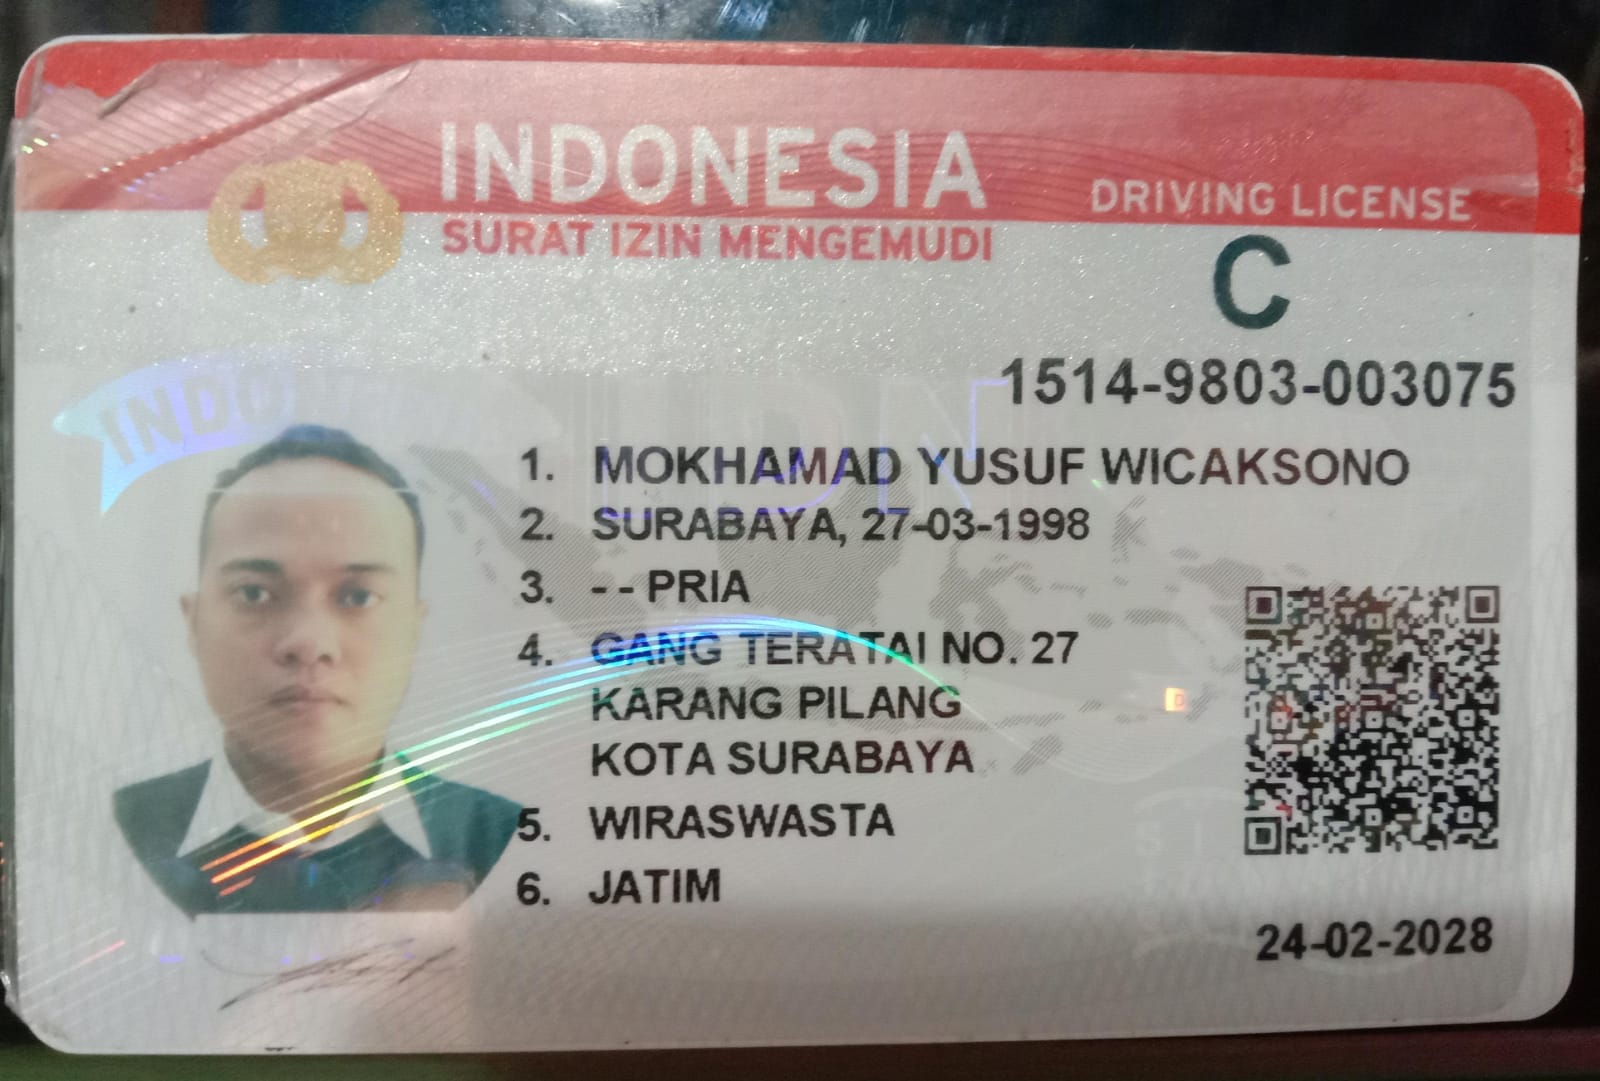 INDONESIA
SURAT IZIN MENGEMUDI
DRIVING LICENSE
C
1514-9803-003075
INDO
IDN
1. MOKHAMAD YUSUF WICAKSONO
2. SURABAYA, 27-03-1998
3. - - PRIA
4. GANG TERATAI NO. 27
KARANG PILANG
KOTA SURABAYA
5. WIRASWASTA
6. JATIM
24-02-2028